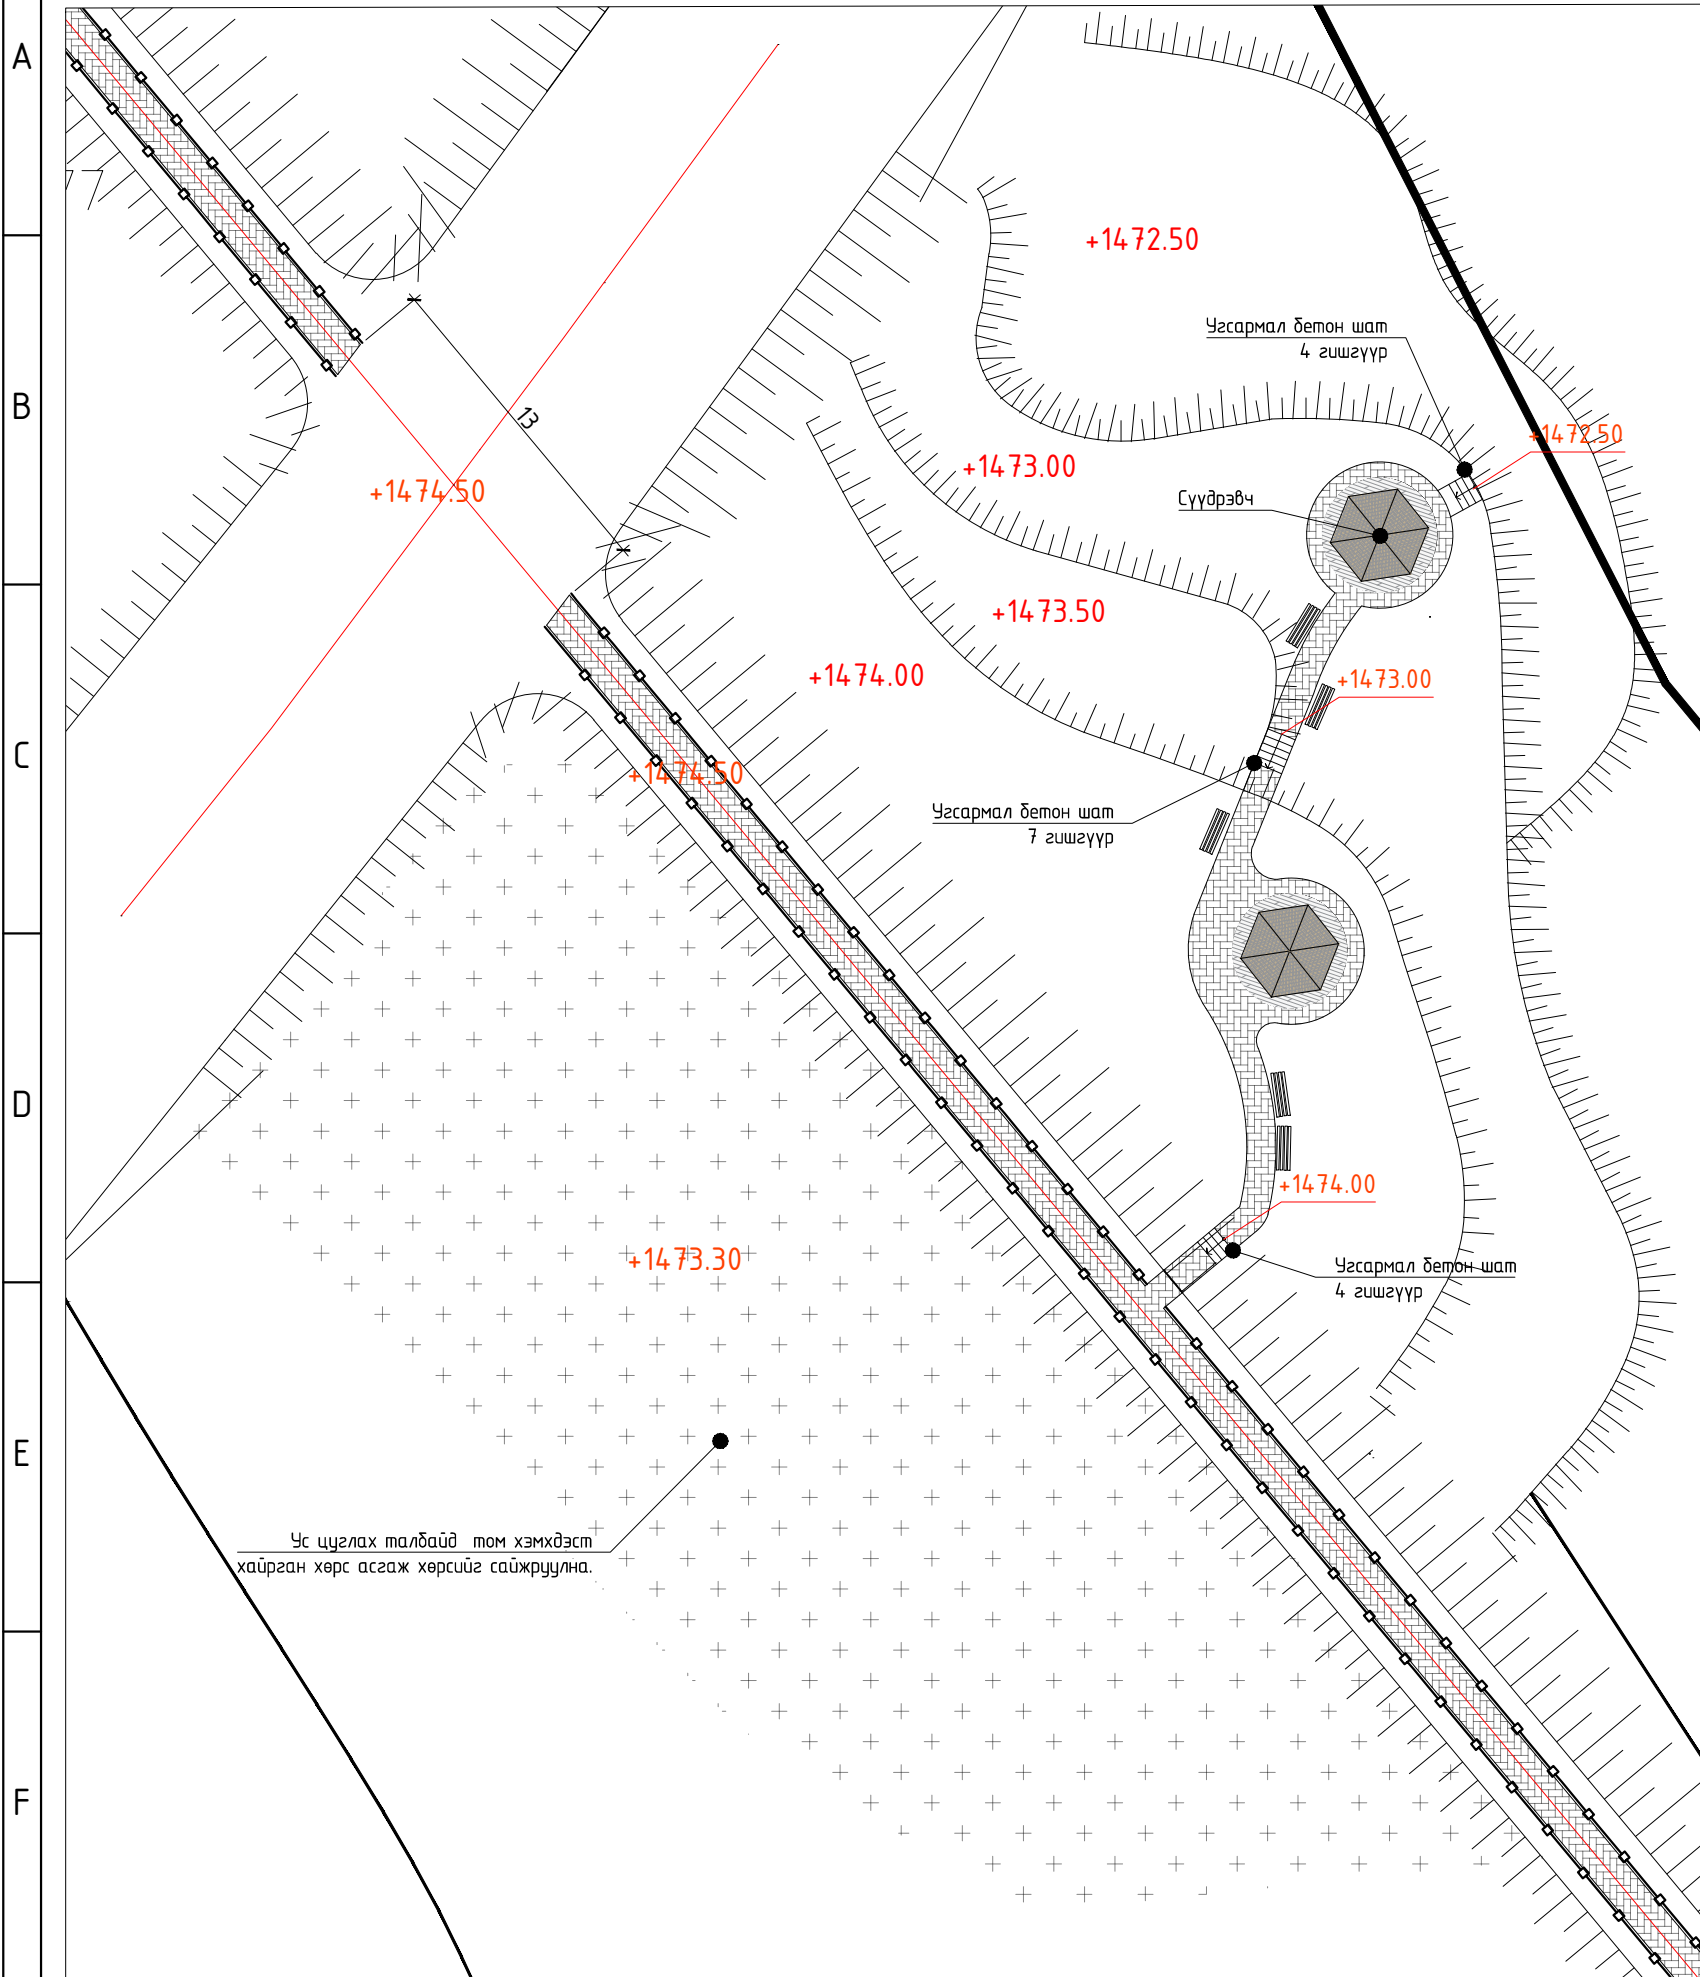 A
+1472.50
Угсармал бетон шат
4 гишгүүр
B
13
+1472.50
+1473.00
+1474.50
Сүүдрэвч
+1473.50
+1474.00
+1473.00
C
+1474.50
Угсармал бетон шат
7 гишгүүр
D
+1474.00
+1473.30
Угсармал бетон шат
4 гишгүүр
E
Ус цуглах талбайд том хэмхдэст
хайрган хөрс асгаж хөрсийг сайжруулна.
F